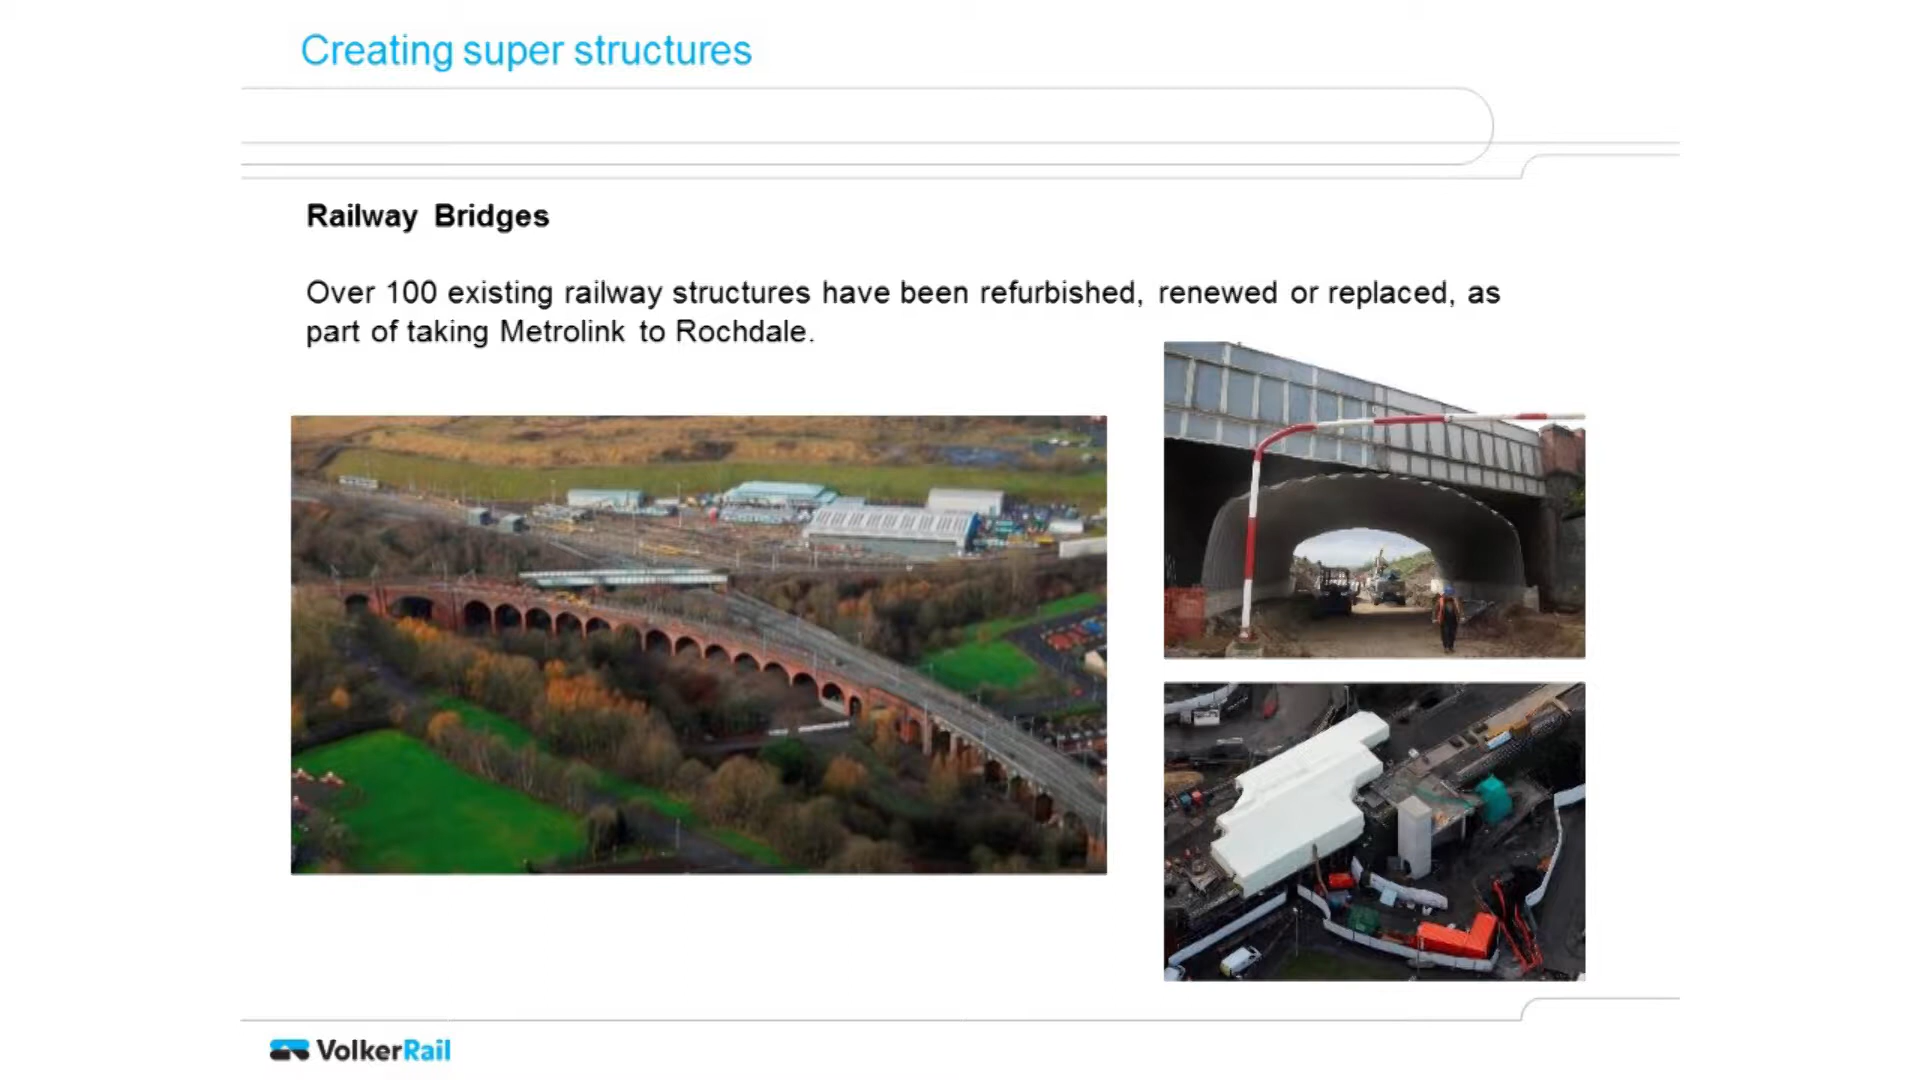 Creating super structures
Railway Bridges
Over 100 existing railway structures have been refurbished, renewed or replaced, as
part of taking Metrolink to Rochdale.
VolkerRail